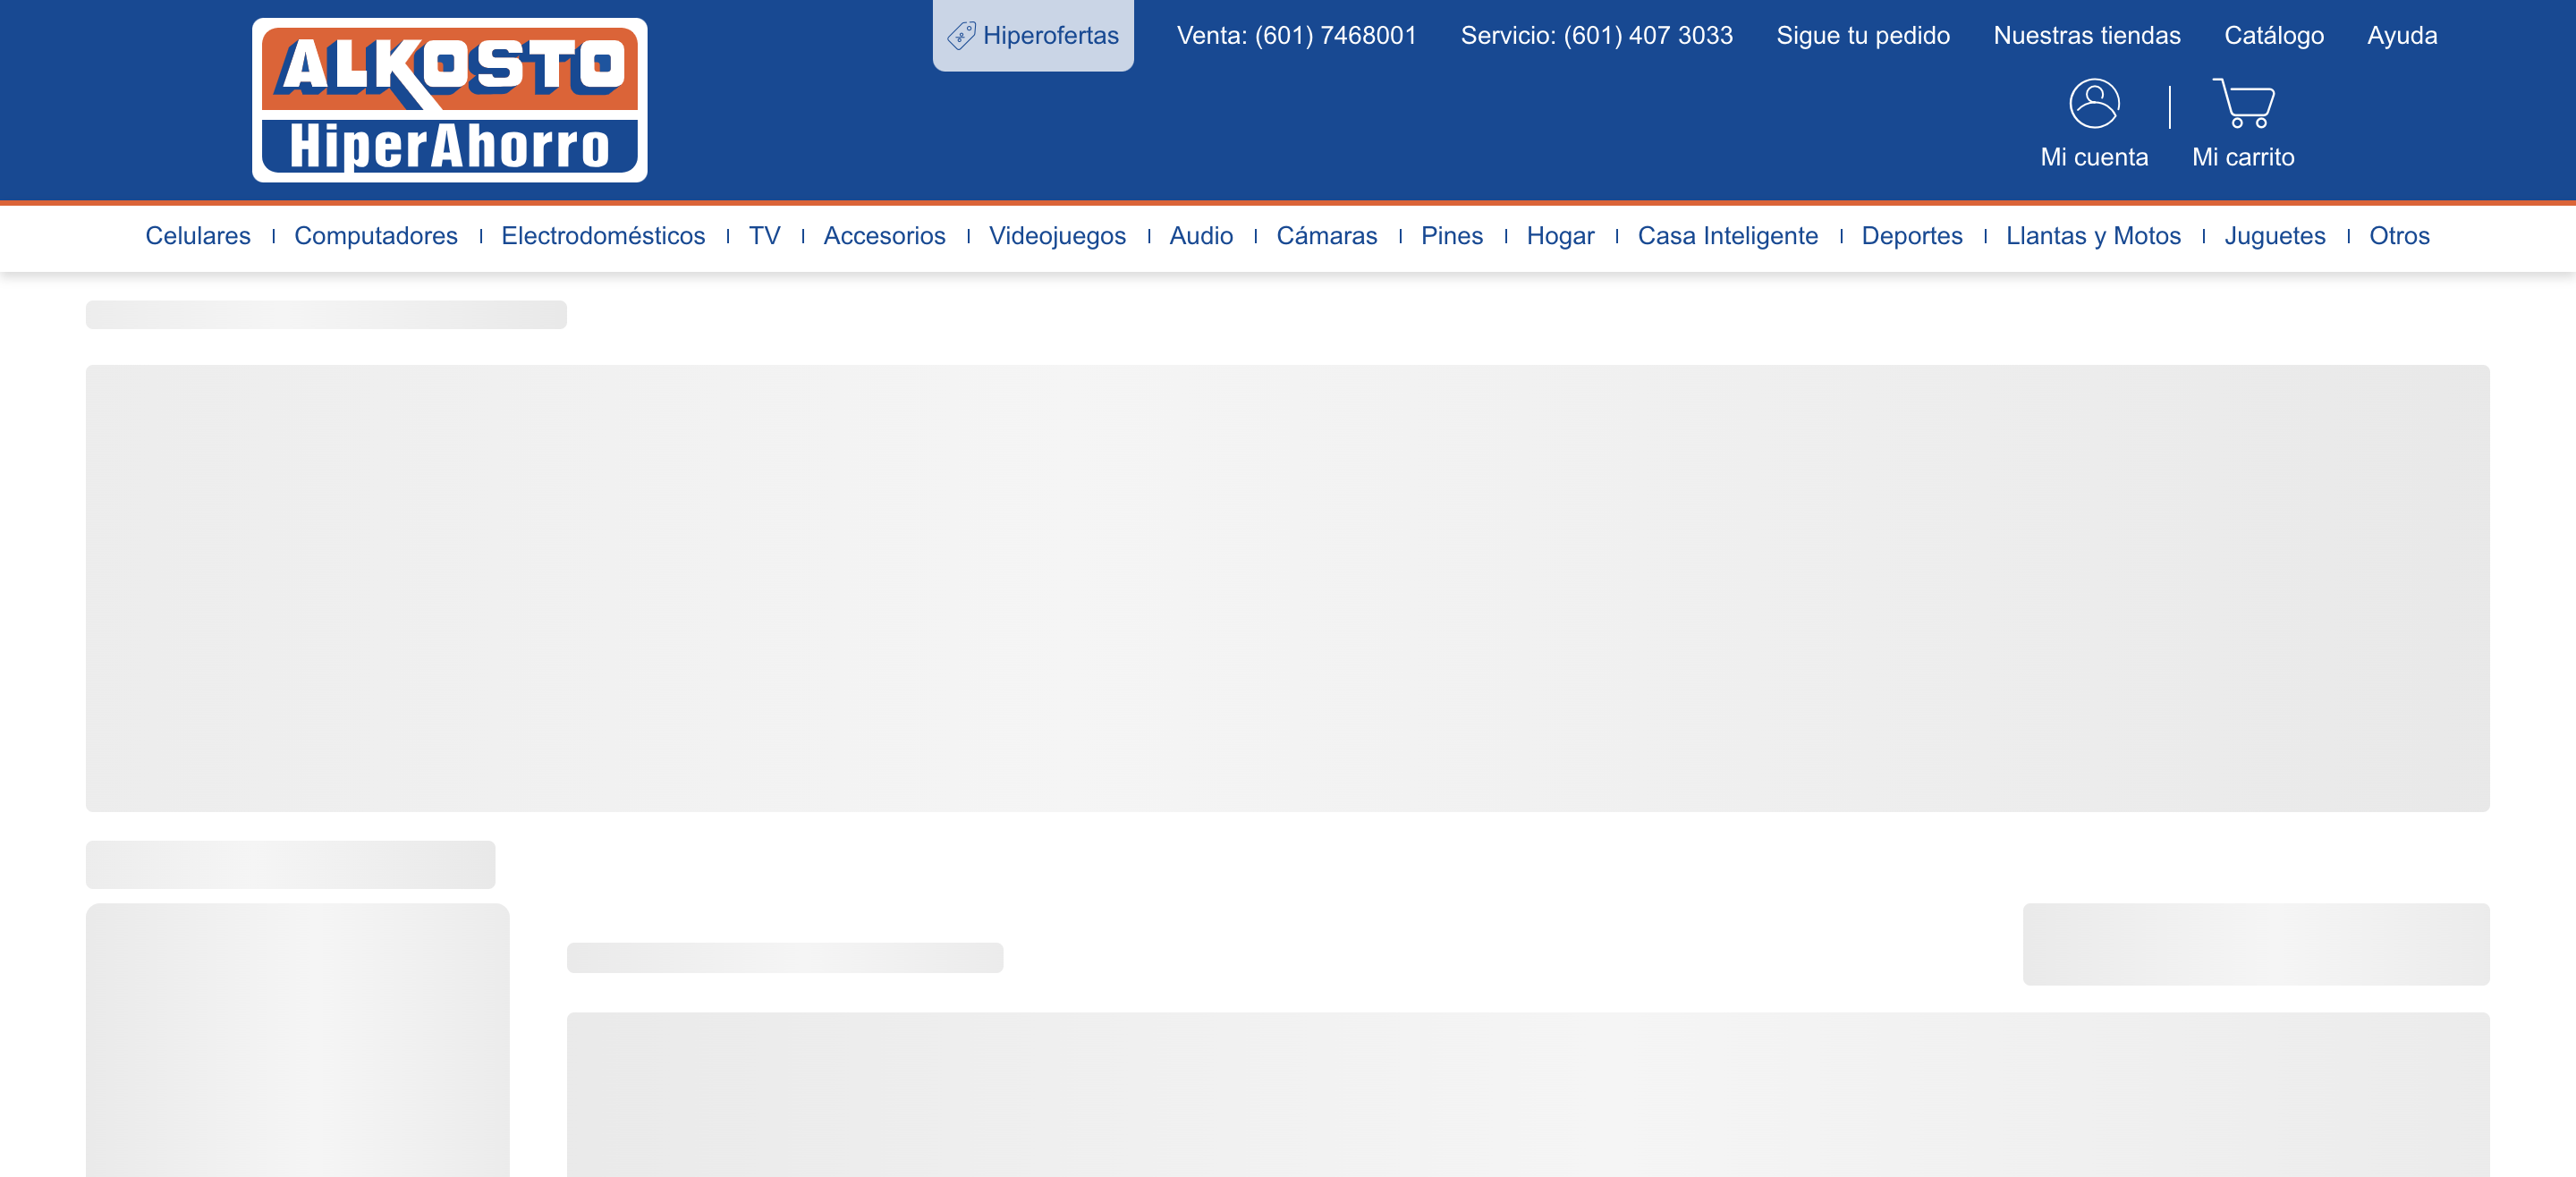 ALKOSTO
HiperAhorro
Hiperofertas Venta: (601) 7468001 Servicio: (601) 407 3033 Sigue tu pedido Nuestras tiendas Catálogo Ayuda
Mi cuenta Mi carrito
Celulares Computadores Electrodomésticos TV Accesorios Videojuegos Audio Cámaras Pines Hogar Casa Inteligente Deportes Llantas y Motos Juguetes Otros